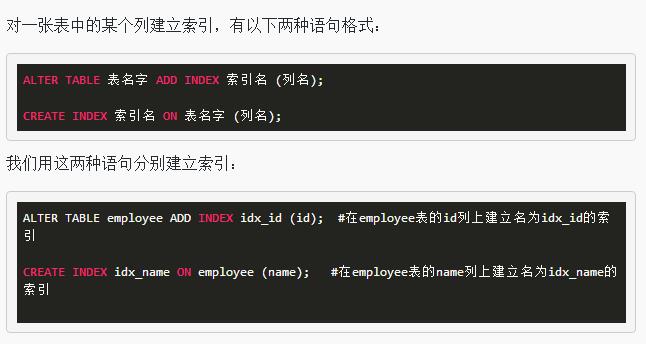 对一张表中的某个列建立索引，有以下两种语句格式：
ALTER TABLE 表名字 ADD INDEX 索引名 (列名);
CREATE INDEX 索引名 ON 表名字 (列名);
我们用这两种语句分别建立索引：
ALTER TABLE employee ADD INDEX idx_id (id);  #在employee表的id列上建立名为idx_id的索
引
CREATE INDEX idx_name ON employee (name);   #在employee表的name列上建立名为idx_name的
索引